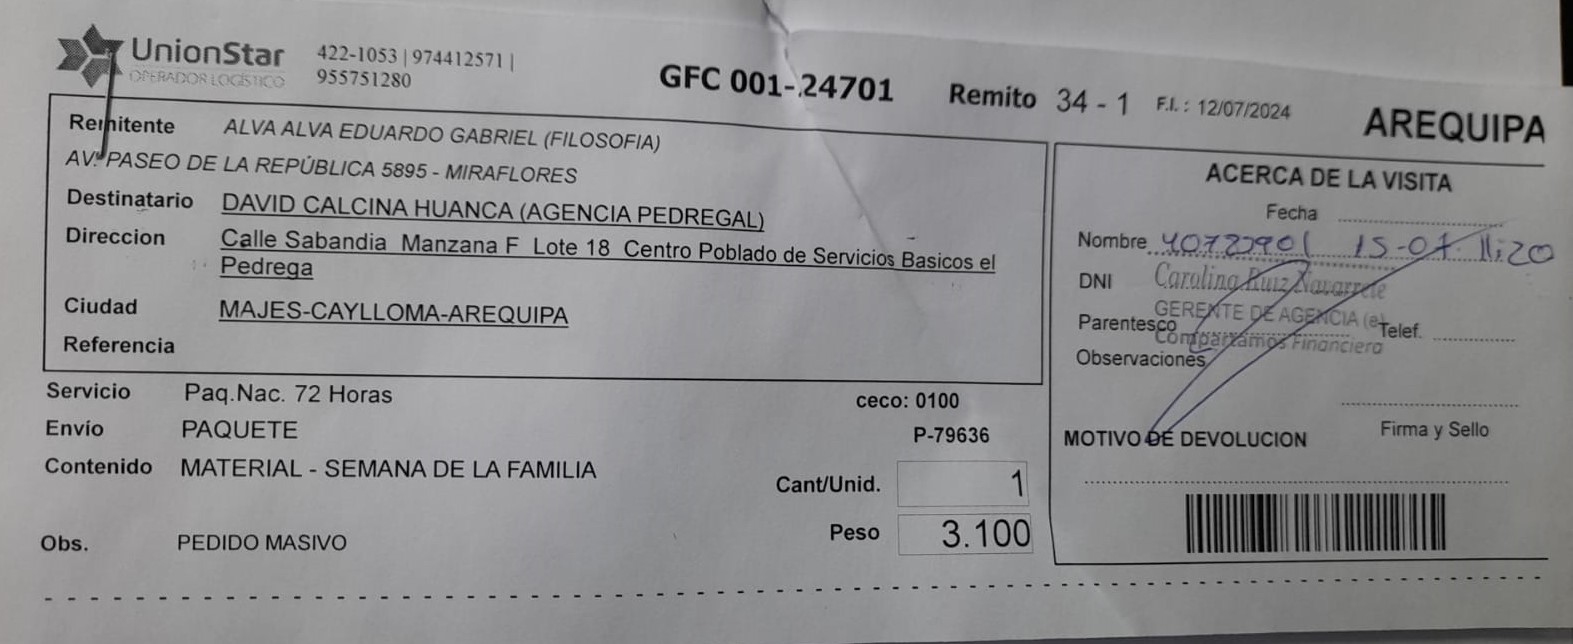 UnionStar
OPERADOR LOGÍSTICO
422-1053 | 974412571 |
955751280
GFC 001-24701
Remito 34 - 1 F.I. : 12/07/2024
AREQUIPA
Remitente ALVA ALVA EDUARDO GABRIEL (FILOSOFIA)
AV. PASEO DE LA REPÚBLICA 5895 - MIRAFLORES
Destinatario DAVID CALCINA HUANCA (AGENCIA PEDREGAL)
Direccion Calle Sabandia Manzana F Lote 18 Centro Poblado de Servicios Basicos el
Pedrega
Ciudad MAJES-CAYLLOMA-AREQUIPA
Referencia
Servicio Paq.Nac. 72 Horas
ceco: 0100
Envío PAQUETE
P-79636
Contenido MATERIAL - SEMANA DE LA FAMILIA
Cant/Unid. 1
Peso 3.100
Obs. PEDIDO MASIVO
ACERCA DE LA VISITA
Fecha
Nombre 15-07 11:20
DNI Carolina Ruiz Navarrete
GERENTE DE AGENCIA (e)
Parentesco Telef.
Compartamos Financiera
Observaciones
Firma y Sello
MOTIVO DE DEVOLUCION